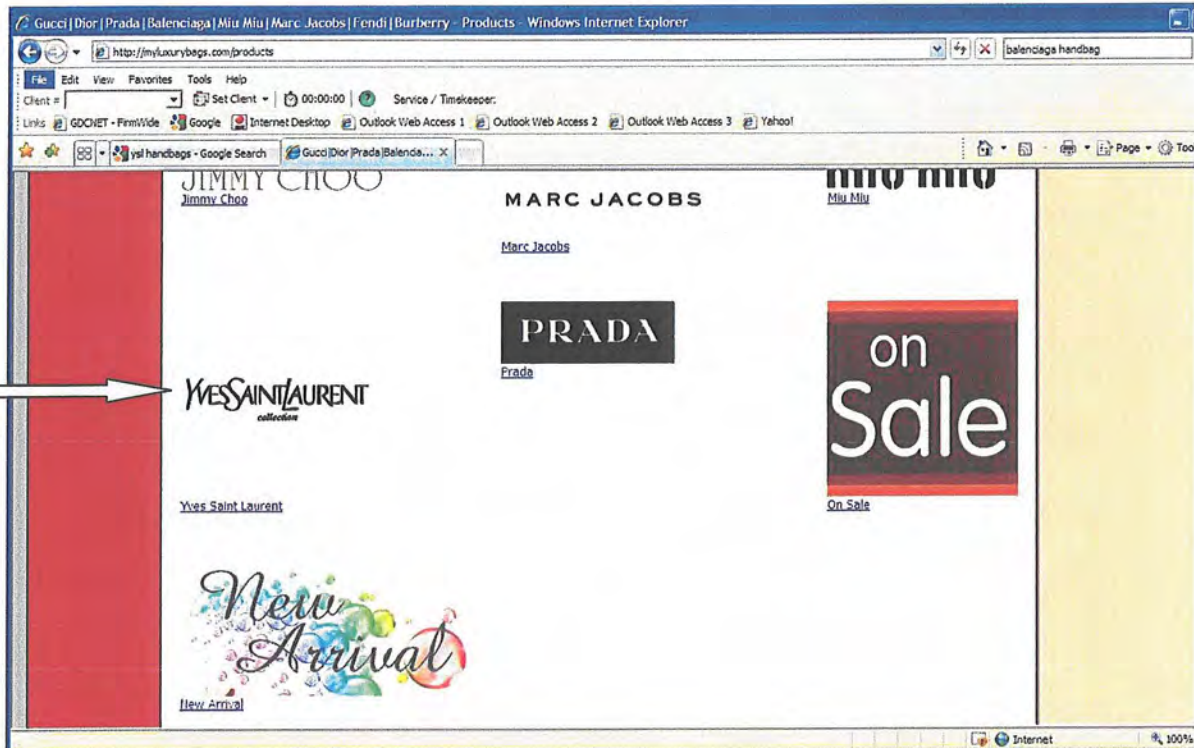 Gucci|Dior|Prada|Balenciaga|Miu Miu|Marc Jacobs|Fendi|Burberry - Products - Windows Internet Explorer
http://myluxurybags.com/products
balenciaga handbag
File Edit View Favorites Tools Help
Client = Set Client 00:00:00 Service / Timekeeper:
Links GDCNET - FirmWide Google Internet Desktop Outlook Web Access 1 Outlook Web Access 2 Outlook Web Access 3 Yahoo!
ysl handbags - Google Search Gucci|Dior|Prada|Balencia... X Page Too
JIMMY CHOO
Jimmy Choo
MARC JACOBS
Marc Jacobs
miu miu
Miu Miu
YVESSAINTLAURENT
collection
Yves Saint Laurent
PRADA
Prada
on
Sale
On Sale
New
Arrival
New Arrival
Internet 100%